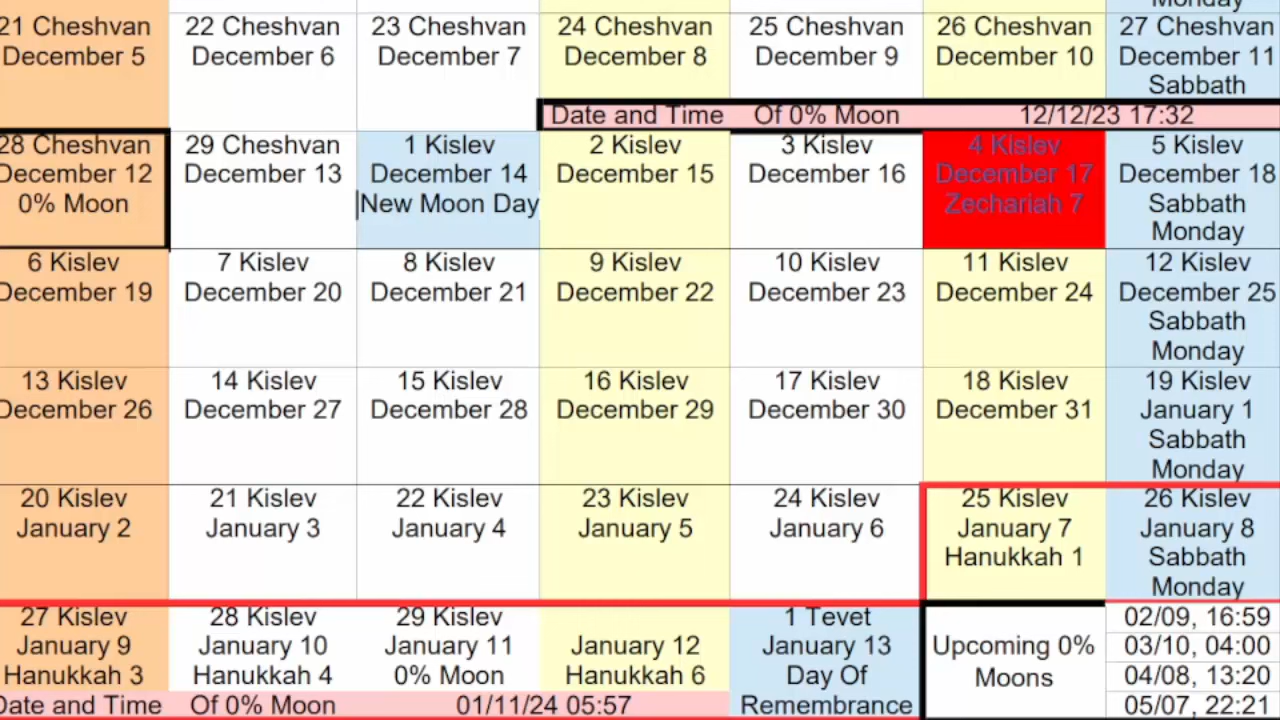 Monday
21 Cheshvan 22 Cheshvan 23 Cheshvan 24 Cheshvan 25 Cheshvan 26 Cheshvan 27 Cheshvan
December 5 December 6 December 7 December 8 December 9 December 10 December 11
Sabbath
Date and Time Of 0% Moon 12/12/23 17:32
28 Cheshvan 29 Cheshvan 1 Kislev 2 Kislev 3 Kislev 4 Kislev 5 Kislev
December 12 December 13 December 14 December 15 December 16 December 17 December 18
0% Moon New Moon Day Zechariah 7 Sabbath
Monday
6 Kislev 7 Kislev 8 Kislev 9 Kislev 10 Kislev 11 Kislev 12 Kislev
December 19 December 20 December 21 December 22 December 23 December 24 December 25
Sabbath
Monday
13 Kislev 14 Kislev 15 Kislev 16 Kislev 17 Kislev 18 Kislev 19 Kislev
December 26 December 27 December 28 December 29 December 30 December 31 January 1
Sabbath
Monday
20 Kislev 21 Kislev 22 Kislev 23 Kislev 24 Kislev 25 Kislev 26 Kislev
January 2 January 3 January 4 January 5 January 6 January 7 January 8
Hanukkah 1 Sabbath
Monday
27 Kislev 28 Kislev 29 Kislev 1 Tevet 02/09, 16:59
January 9 January 10 January 11 January 12 January 13 Upcoming 0% 03/10, 04:00
Hanukkah 3 Hanukkah 4 0% Moon Hanukkah 6 Day Of Moons 04/08, 13:20
Date and Time Of 0% Moon 01/11/24 05:57 Remembrance 05/07, 22:21